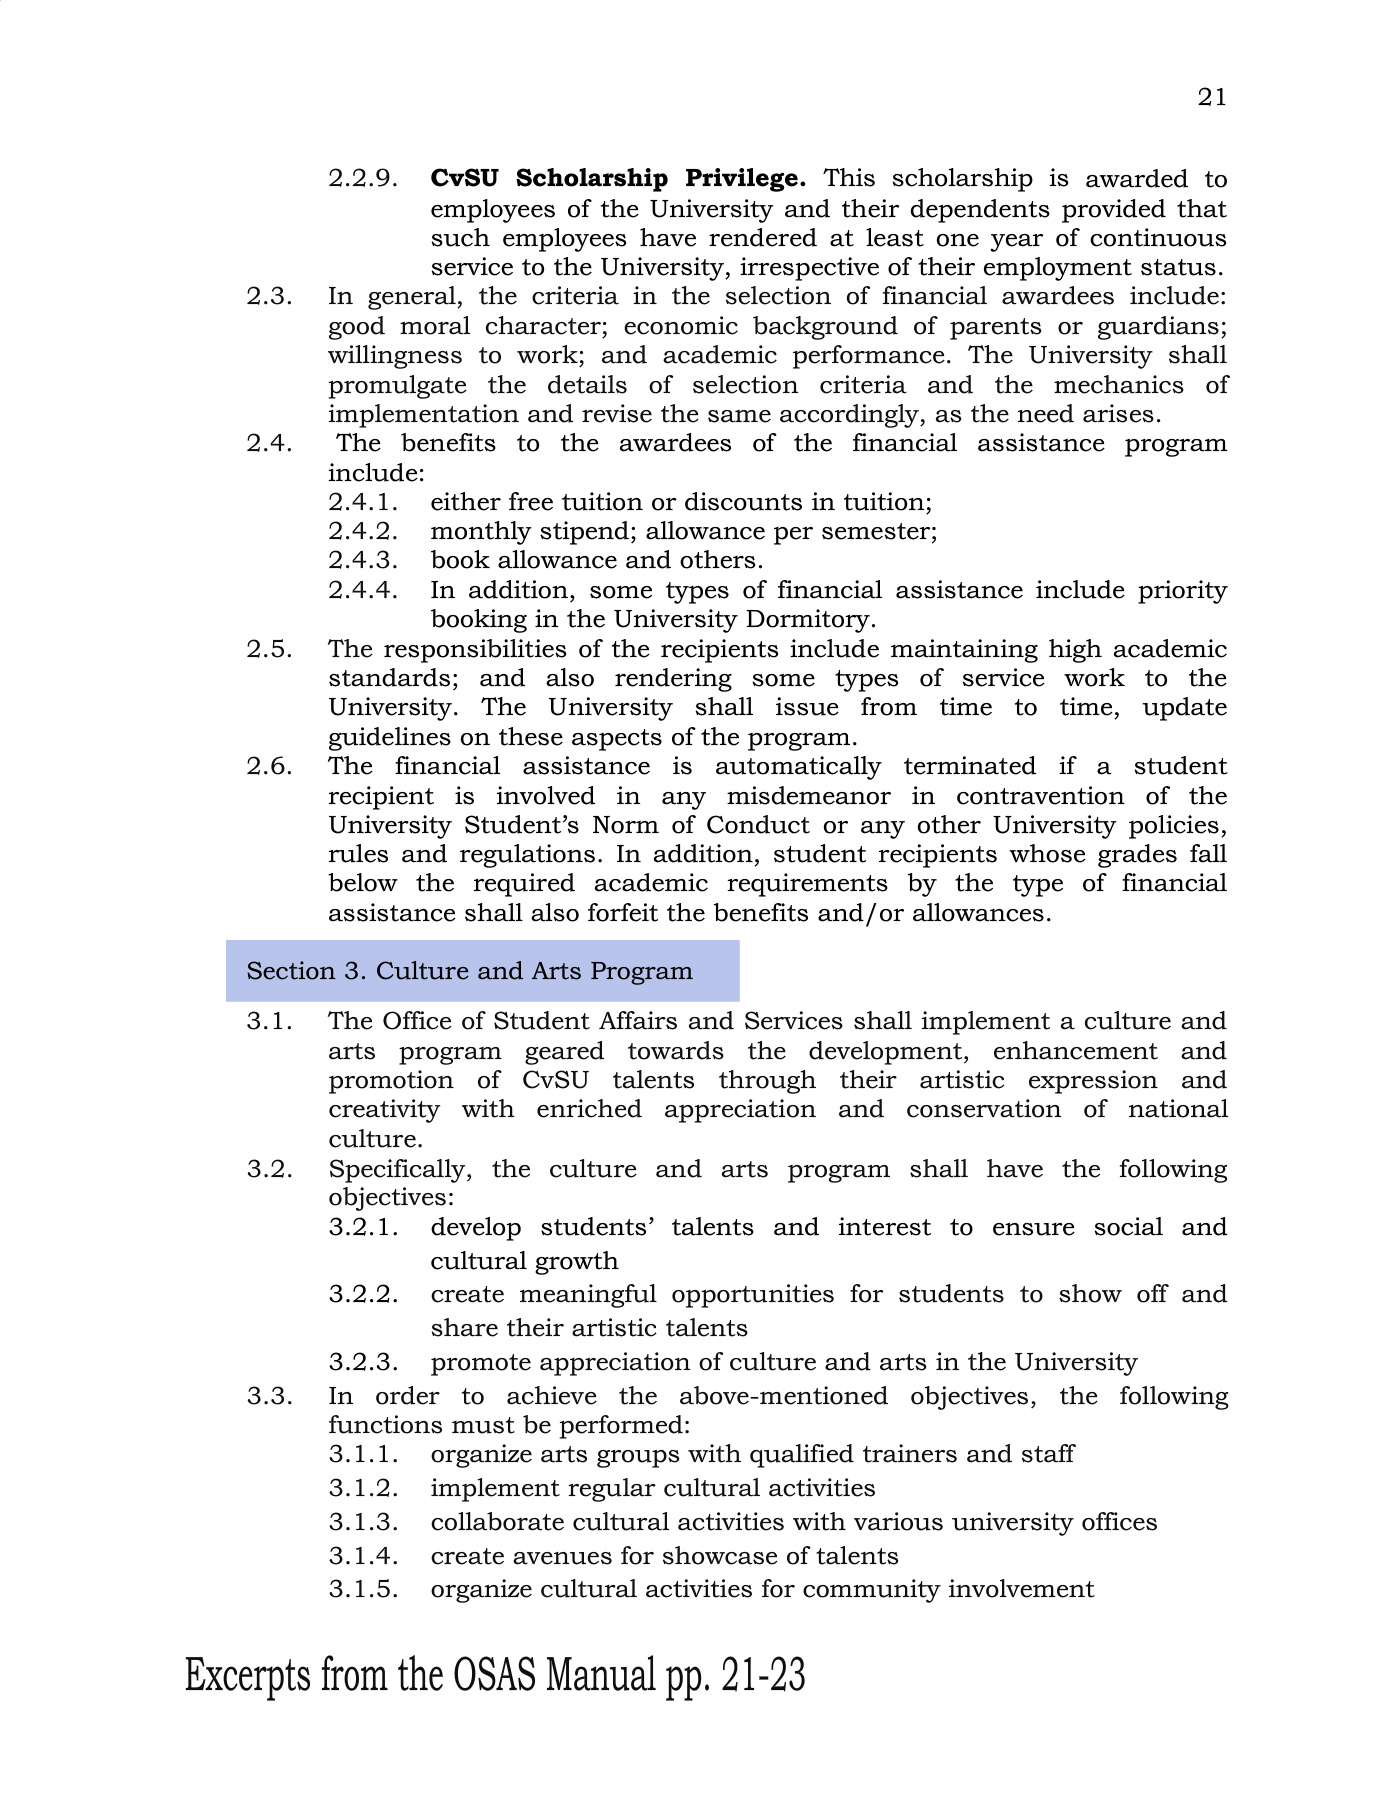 21
2.2.9. CvSU Scholarship Privilege. This scholarship is awarded to
employees of the University and their dependents provided that
such employees have rendered at least one year of continuous
service to the University, irrespective of their employment status.
2.3. In general, the criteria in the selection of financial awardees include:
good moral character; economic background of parents or guardians;
willingness to work; and academic performance. The University shall
promulgate the details of selection criteria and the mechanics of
implementation and revise the same accordingly, as the need arises.
2.4. The benefits to the awardees of the financial assistance program
include:
2.4.1. either free tuition or discounts in tuition;
2.4.2. monthly stipend; allowance per semester;
2.4.3. book allowance and others.
2.4.4. In addition, some types of financial assistance include priority
booking in the University Dormitory.
2.5. The responsibilities of the recipients include maintaining high academic
standards; and also rendering some types of service work to the
University. The University shall issue from time to time, update
guidelines on these aspects of the program.
2.6. The financial assistance is automatically terminated if a student
recipient is involved in any misdemeanor in contravention of the
University Student’s Norm of Conduct or any other University policies,
rules and regulations. In addition, student recipients whose grades fall
below the required academic requirements by the type of financial
assistance shall also forfeit the benefits and/or allowances.
Section 3. Culture and Arts Program
3.1. The Office of Student Affairs and Services shall implement a culture and
arts program geared towards the development, enhancement and
promotion of CvSU talents through their artistic expression and
creativity with enriched appreciation and conservation of national
culture.
3.2. Specifically, the culture and arts program shall have the following
objectives:
3.2.1. develop students’ talents and interest to ensure social and
cultural growth
3.2.2. create meaningful opportunities for students to show off and
share their artistic talents
3.2.3. promote appreciation of culture and arts in the University
3.3. In order to achieve the above-mentioned objectives, the following
functions must be performed:
3.1.1. organize arts groups with qualified trainers and staff
3.1.2. implement regular cultural activities
3.1.3. collaborate cultural activities with various university offices
3.1.4. create avenues for showcase of talents
3.1.5. organize cultural activities for community involvement
Excerpts from the OSAS Manual pp. 21-23